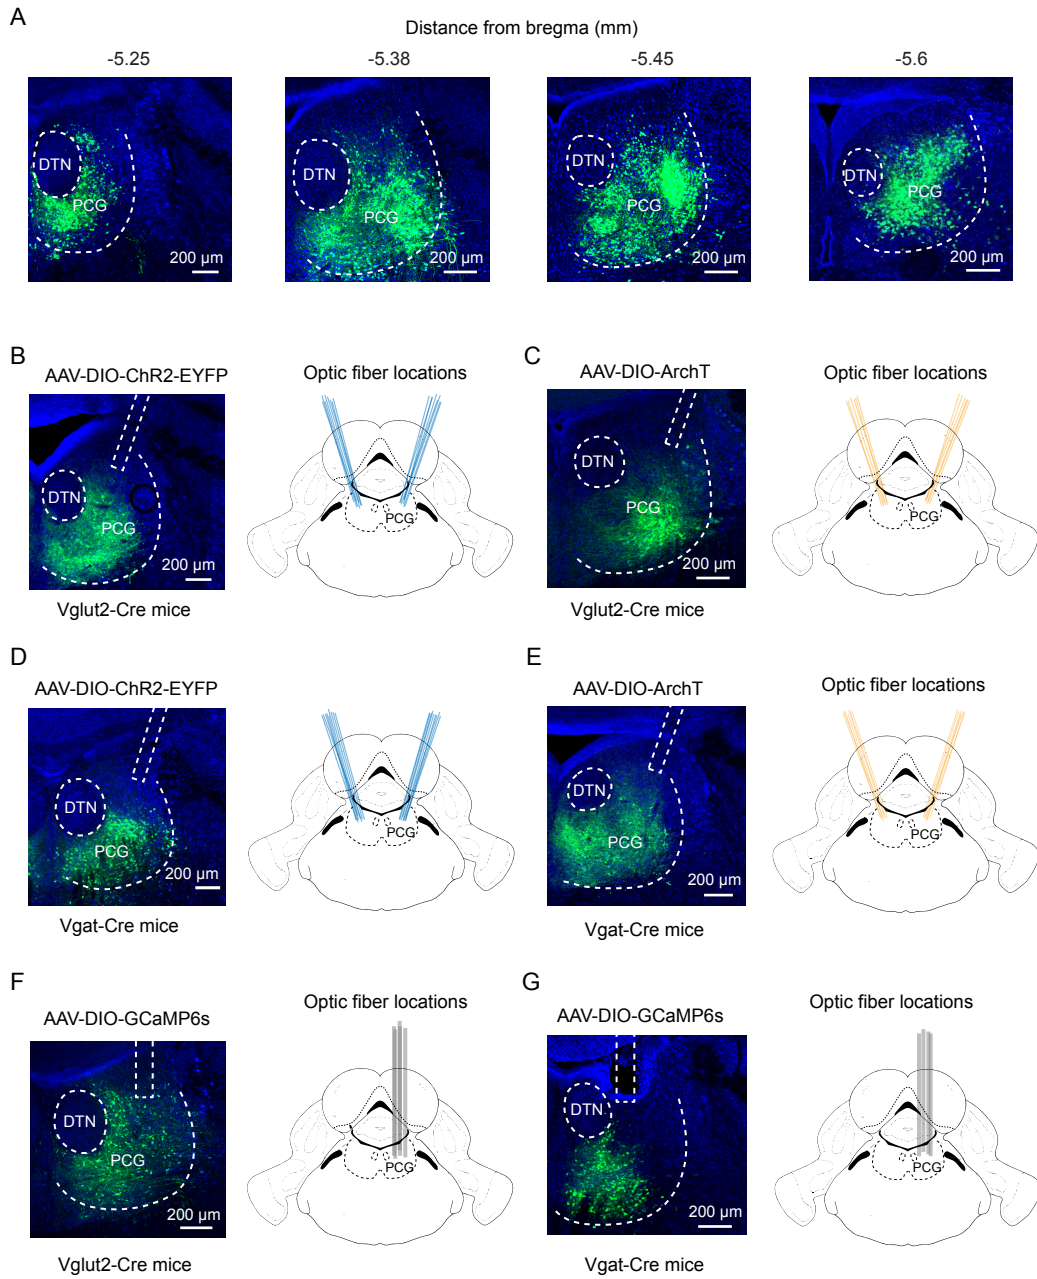 A
Distance from bregma (mm)
-5.25
-5.38
-5.45
-5.6
DTN
PCG
200 µm
DTN
PCG
200 µm
DTN
PCG
200 µm
DTN
PCG
200 µm
B
AAV-DIO-ChR2-EYFP
Optic fiber locations
DTN
PCG
200 µm
PCG
Vglut2-Cre mice
C
AAV-DIO-ArchT
Optic fiber locations
DTN
PCG
200 µm
PCG
Vglut2-Cre mice
D
AAV-DIO-ChR2-EYFP
DTN
PCG
200 µm
PCG
Vgat-Cre mice
E
AAV-DIO-ArchT
Optic fiber locations
DTN
PCG
200 µm
PCG
Vgat-Cre mice
F
AAV-DIO-GCaMP6s
Optic fiber locations
DTN
PCG
200 µm
PCG
Vglut2-Cre mice
G
AAV-DIO-GCaMP6s
Optic fiber locations
DTN
PCG
200 µm
PCG
Vgat-Cre mice